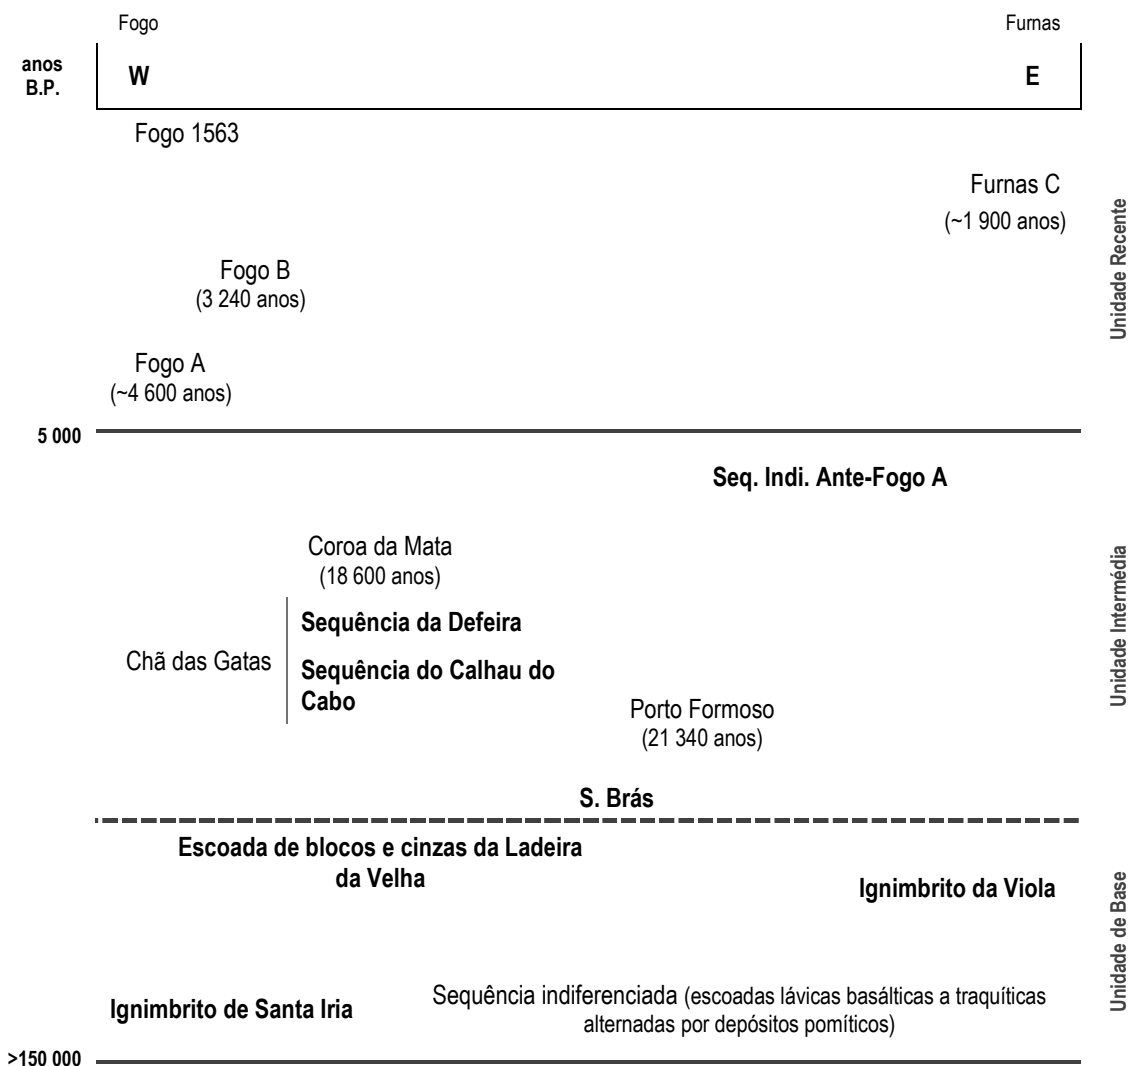 Fogo
Furnas
anos
B.P.
W
E
Fogo 1563
Furnas C
(~1 900 anos)
Unidade Recente
Fogo B
(3 240 anos)
Fogo A
(~4 600 anos)
5 000
Seq. Indi. Ante-Fogo A
Coroa da Mata
(18 600 anos)
Unidade Intermédia
Sequência da Defeira
Chã das Gatas
Sequência do Calhau do
Cabo
Porto Formoso
(21 340 anos)
S. Brás
Escoada de blocos e cinzas da Ladeira
da Velha
Ignimbrito da Viola
Unidade de Base
Ignimbrito de Santa Iria
Sequência indiferenciada (escoadas lávicas basálticas a traquíticas
alternadas por depósitos pomíticos)
>150 000